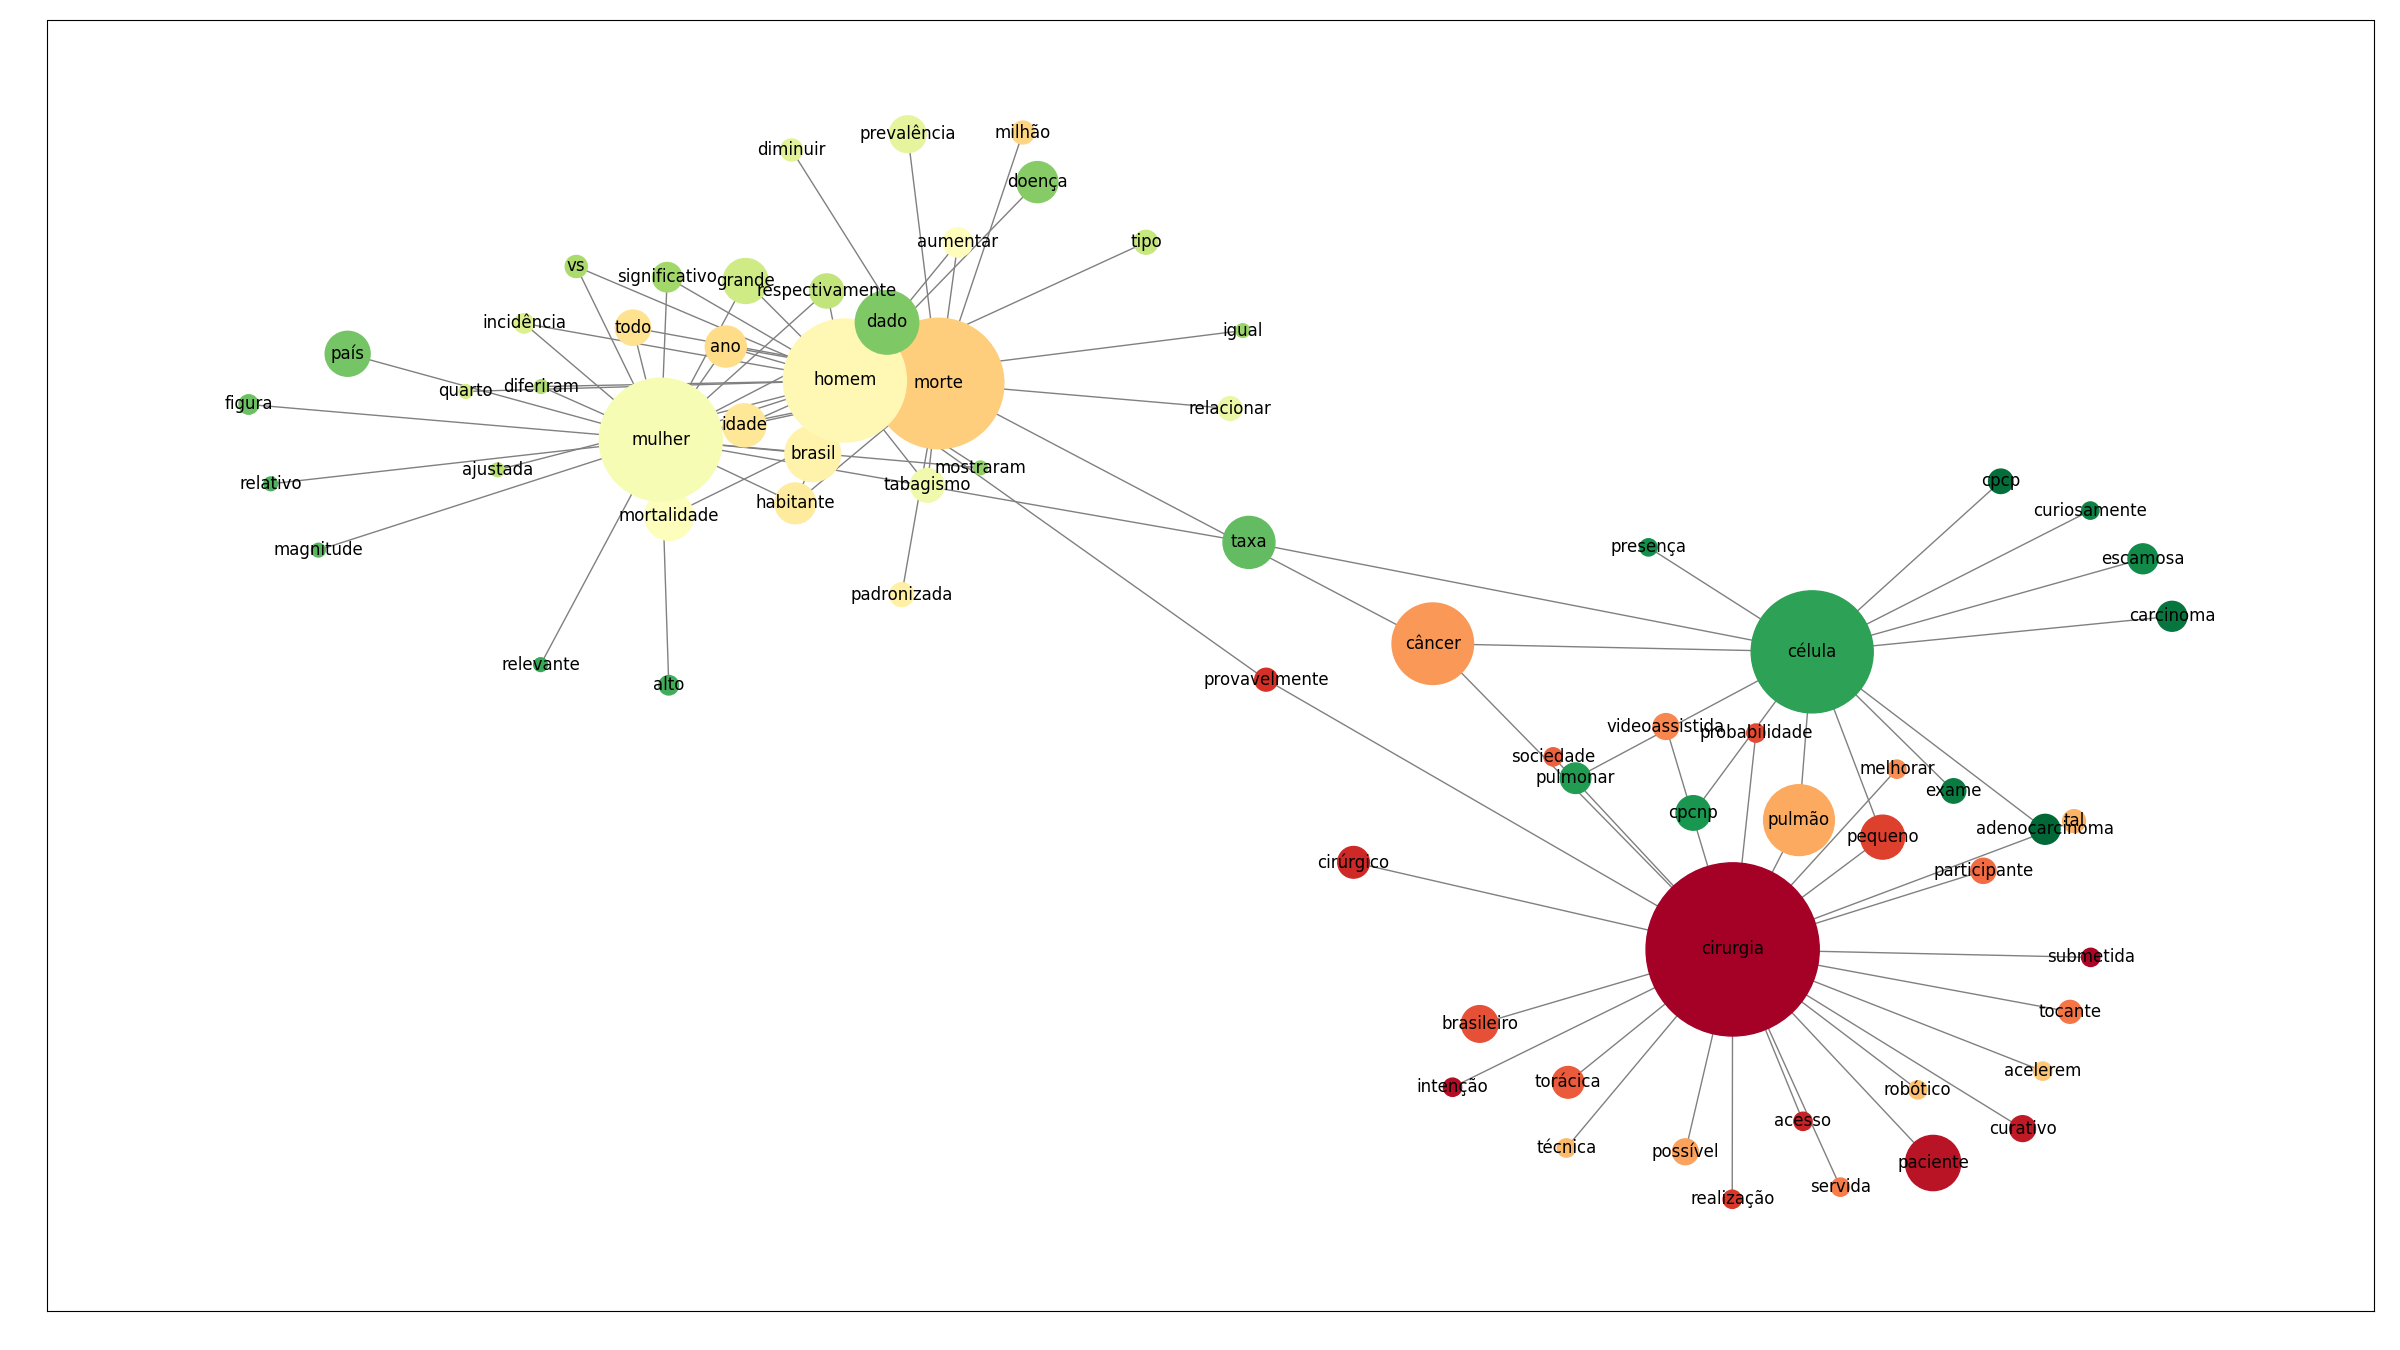 prevalência
milhão
diminuir
doença
aumentar
tipo
vs
significativo
grande
respectivamente
incidência
todo
dado
igual
ano
país
homem
morte
quarto
diferiram
figura
relacionar
idade
mulher
brasil
ajustada
mostraram
relativo
tabagismo
cpcp
habitante
curiosamente
mortalidade
taxa
presença
magnitude
escamosa
padronizada
carcinoma
câncer
célula
relevante
provavelmente
alto
videoassistida
probabilidade
sociedade
melhorar
pulmonar
exame
cpcnp
pulmão
tal
adenocarcinoma
pequeno
cirúrgico
participante
cirurgia
submetida
tocante
brasileiro
acelerem
torácica
intenção
robótico
acesso
curativo
técnica
possível
paciente
servida
realização